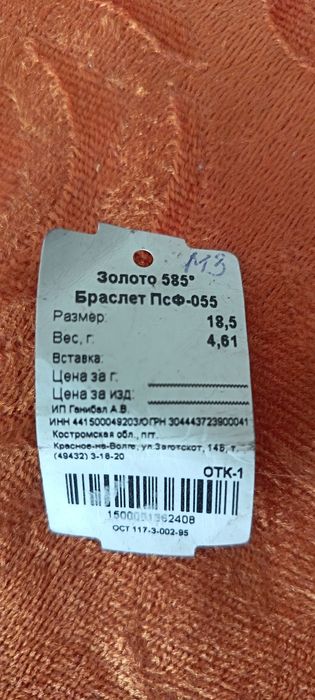 МЗ
Золото 585°
Браслет ПсФ-055
Размер: 18,5
Вес, г: 4,61
Вставка:
Цена за г.
Цена за изд:
ИП Ганибал А.В.
ИНН 441500049203/ОГРН 304443723900041
Костромская обл., пгт.
Красное-на-Волге, ул.Заготскот, 14Б, т.
(49432) 3-18-20
ОТК-1
1500051362408
ОСТ 117-3-002-95